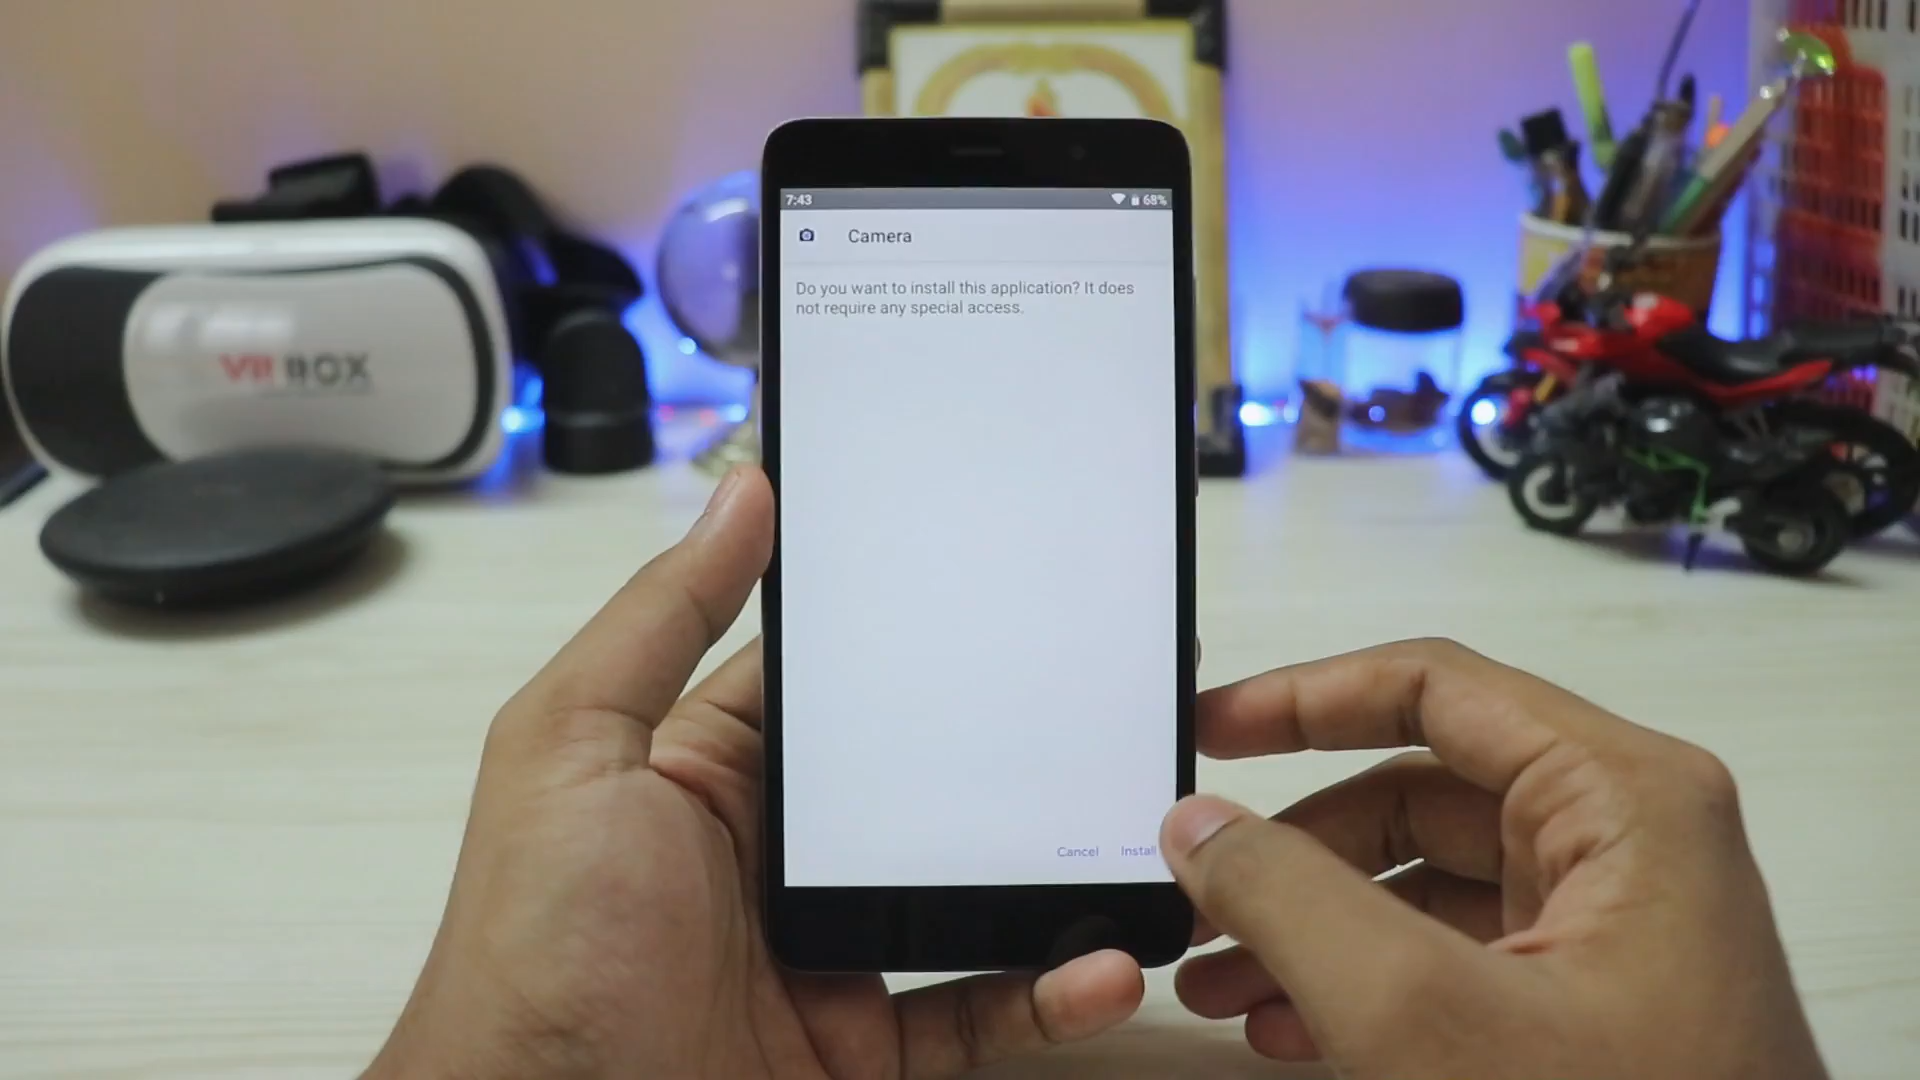 7:43
68%
Camera
Do you want to install this application? It does
not require any special access.
Cancel
Install
VR BOX